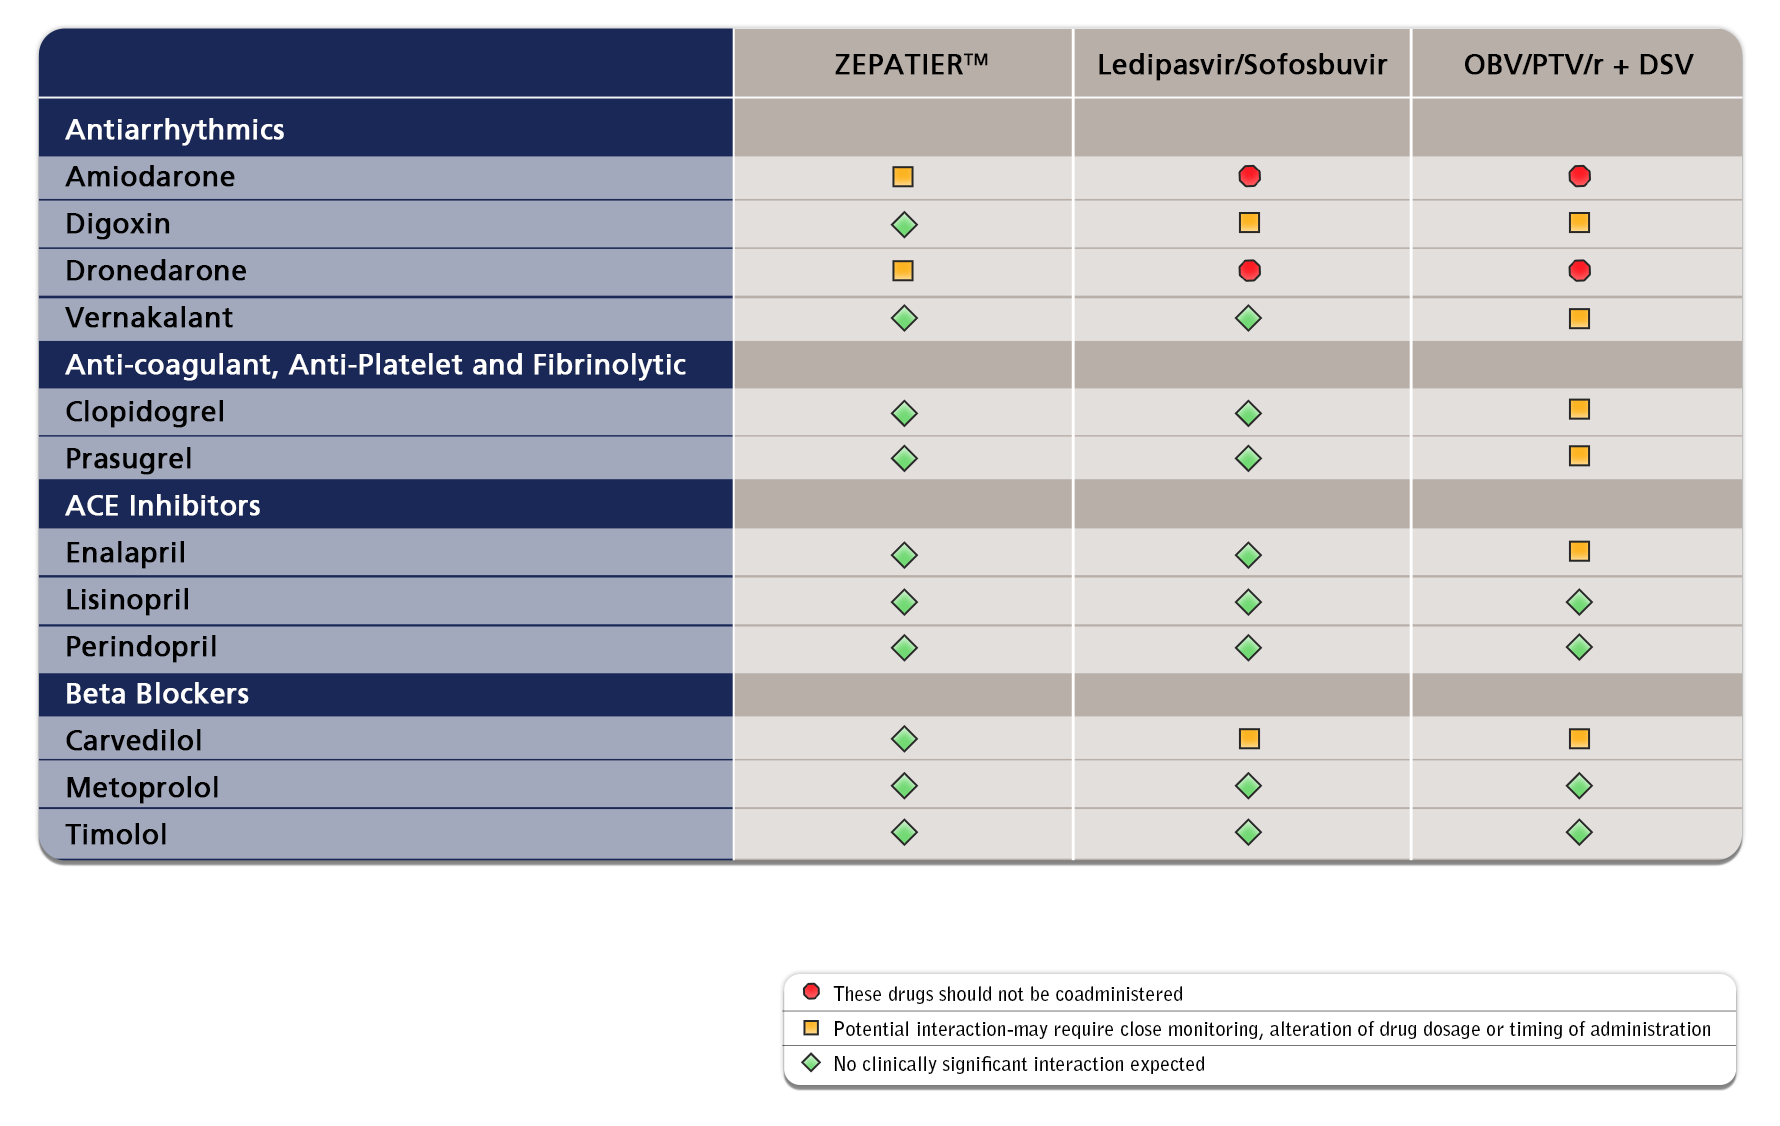 ZEPATIER™ Ledipasvir/Sofosbuvir OBV/PTV/r + DSV
Antiarrhythmics
Amiodarone
Digoxin
Dronedarone
Vernakalant
Anti-coagulant, Anti-Platelet and Fibrinolytic
Clopidogrel
Prasugrel
ACE Inhibitors
Enalapril
Lisinopril
Perindopril
Beta Blockers
Carvedilol
Metoprolol
Timolol
These drugs should not be coadministered
Potential interaction-may require close monitoring, alteration of drug dosage or timing of administration
No clinically significant interaction expected